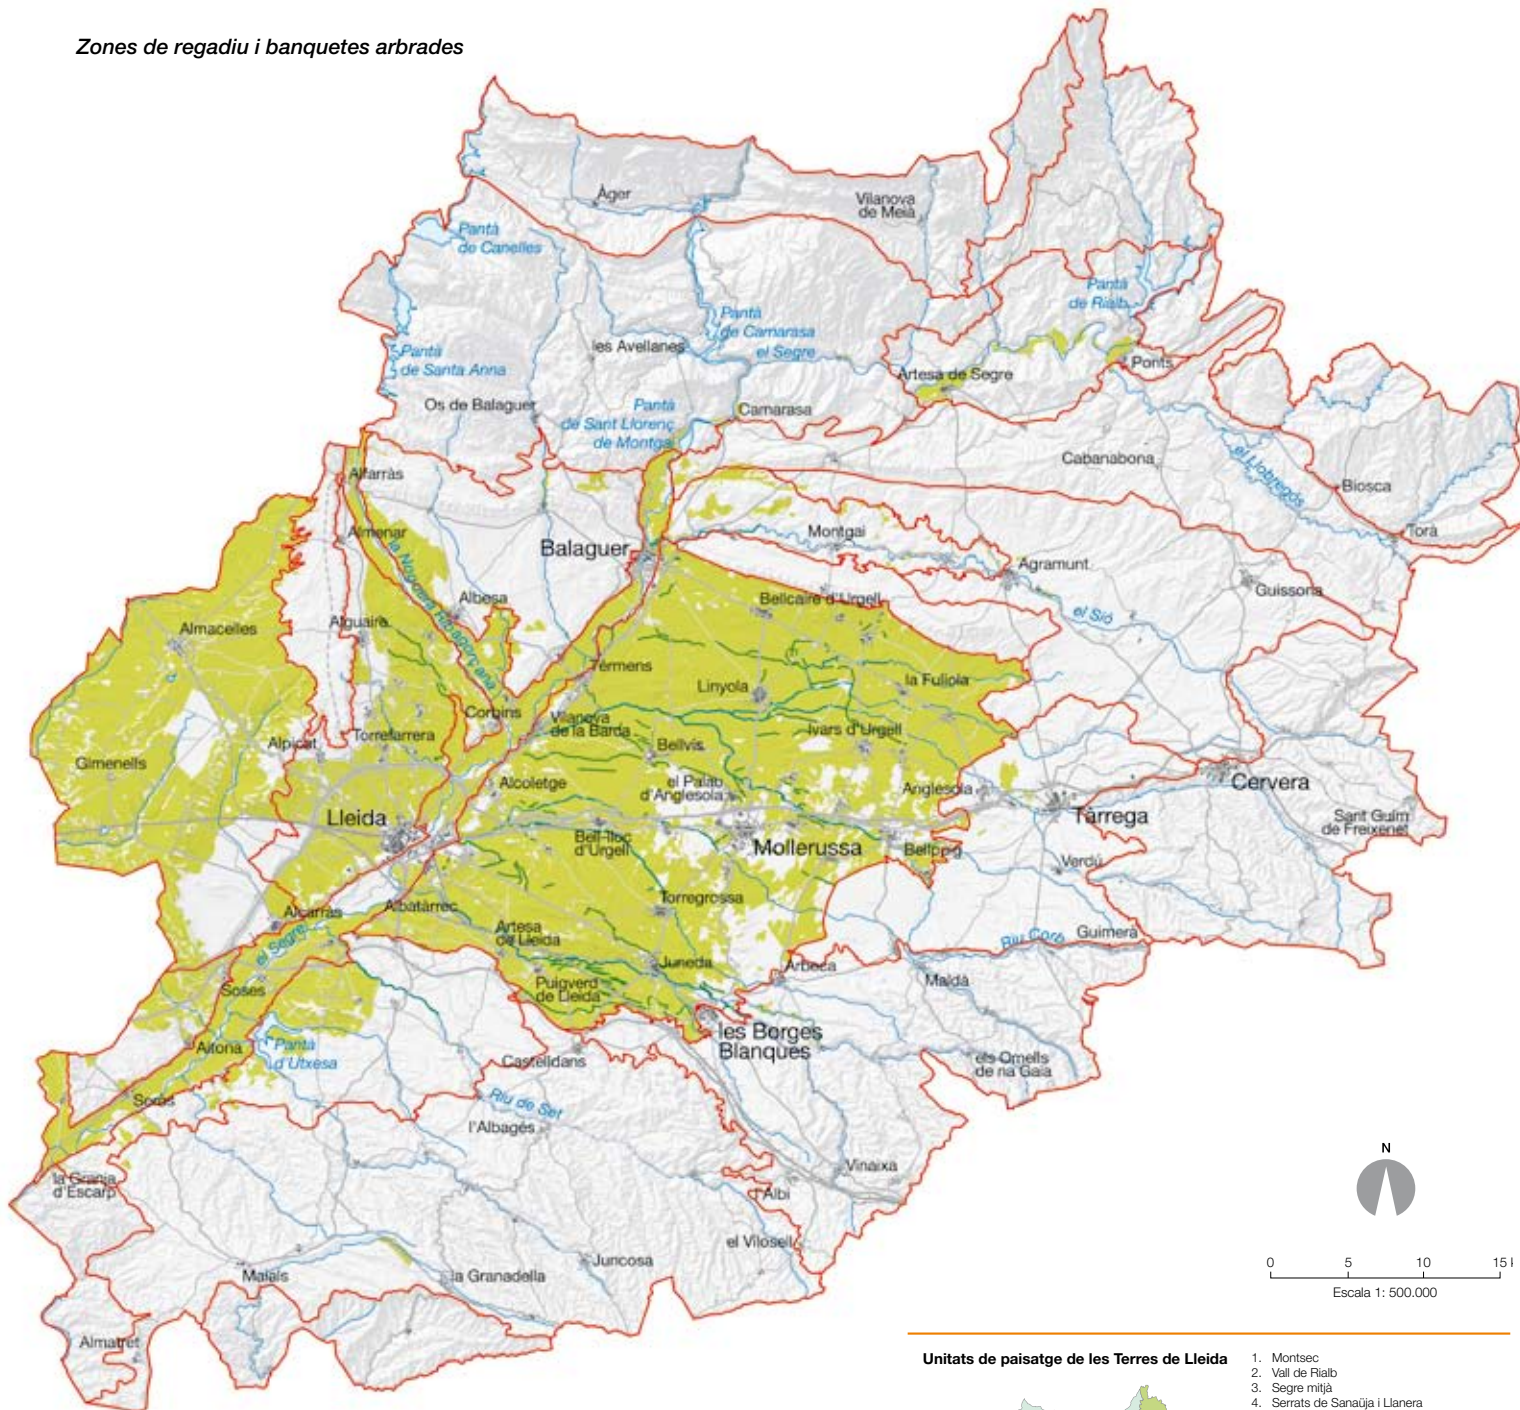 Zones de regadiu i banquetes arbrades
Àger
Vilanova
de Meià
Pantà
de Canelles
Pantà
de Rialb
Pantà
de Camarasa
el Segre
les Avellanes
Pantà
de Santa Anna
Ponts
Artesa de Segre
Os de Balaguer
Pantà
de Sant Llorenç
de Montgai
Camarasa
Cabanabona
el Llobregós
Biosca
Alfarràs
Torà
Almenar
Montgai
Balaguer
Agramunt
la Noguera Ribagorçana
Guissona
Albesa
Bellcaire d'Urgell
el Sió
Almacelles
Alguaire
Térmens
Linyola
la Fuliola
Corbins
Vilanova
de la Barda
Ivars d'Urgell
Alpicat
Torrefarrera
Bellvís
Gimenells
Alcoletge
el Palau
d'Anglesola
Anglesola
Cervera
Lleida
Tàrrega
Sant Guim
de Freixenet
Bell-lloc
d'Urgell
Mollerussa
Bellpuig
Verdú
Torregrossa
Alcarràs
Albatàrrec
Artesa
de Lleida
Riu Corb
Guimerà
el Segre
Juneda
Arbeca
Maldà
Soses
Puigverd
de Lleida
les Borges
Blanques
Aitona
Pantà
d'Utxesa
Castelldans
els Omells
de na Gaia
Seròs
Riu de Set
l'Albagés
la Granja
d'Escarp
Vinaixa
l'Albi
el Vilosell
Juncosa
Maials
la Granadella
Almatret
N
0 5 10 15
Escala 1: 500.000
Unitats de paisatge de les Terres de Lleida
1. Montsec
2. Vall de Rialb
3. Segre mitjà
4. Serrats de Sanaüja i Llanera